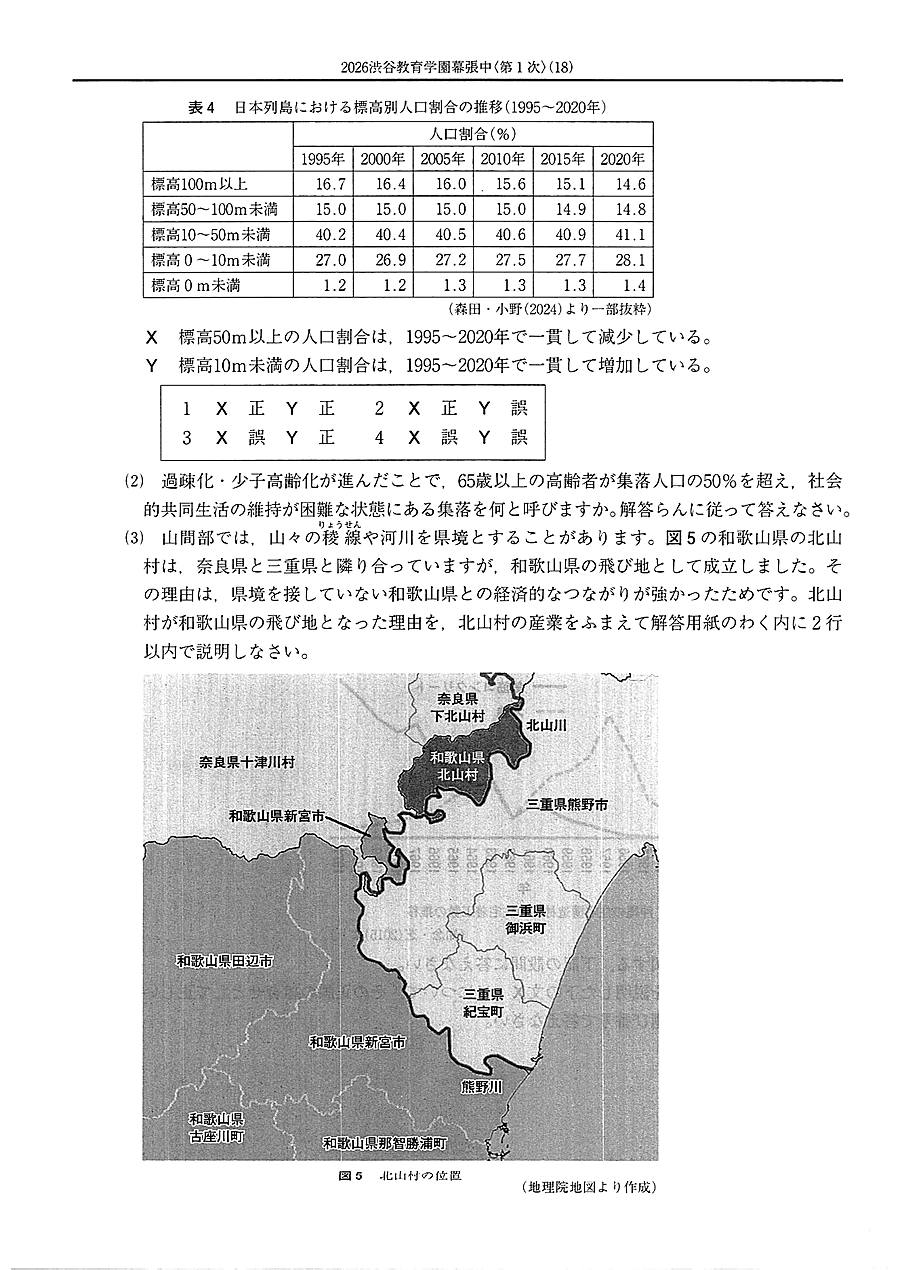 2026渋谷教育学園幕張中〈第1次〉(18)
表4 日本列島における標高別人口割合の推移(1995〜2020年)
人口割合(%)
1995年 2000年 2005年 2010年 2015年 2020年
標高100m以上 16.7 16.4 16.0 15.6 15.1 14.6
標高50〜100m未満 15.0 15.0 15.0 15.0 14.9 14.8
標高10〜50m未満 40.2 40.4 40.5 40.6 40.9 41.1
標高0〜10m未満 27.0 26.9 27.2 27.5 27.7 28.1
標高0m未満 1.2 1.2 1.3 1.3 1.3 1.4
(森田・小野(2024)より一部抜粋)
X 標高50m以上の人口割合は,1995〜2020年で一貫して減少している。
Y 標高10m未満の人口割合は,1995〜2020年で一貫して増加している。
1 X 正 Y 正 2 X 正 Y 誤
3 X 誤 Y 正 4 X 誤 Y 誤
(2) 過疎化・少子高齢化が進んだことで,65歳以上の高齢者が集落人口の50%を超え,社会
的共同生活の維持が困難な状態にある集落を何と呼びますか。解答らんに従って答えなさい。
りょうせん
(3) 山間部では,山々の稜線や河川を県境とすることがあります。図5の和歌山県の北山
村は,奈良県と三重県と隣り合っていますが,和歌山県の飛び地として成立しました。そ
の理由は,県境を接していない和歌山県との経済的なつながりが強かったためです。北山
村が和歌山県の飛び地となった理由を,北山村の産業をふまえて解答用紙のわく内に2行
以内で説明しなさい。
奈良県
下北山村
北山川
和歌山県
北山村
奈良県十津川村
三重県熊野市
和歌山県新宮市
三重県
御浜町
和歌山県田辺市
三重県
紀宝町
和歌山県新宮市
熊野川
和歌山県
古座川町
和歌山県那智勝浦町
図5 北山村の位置
(地理院地図より作成)